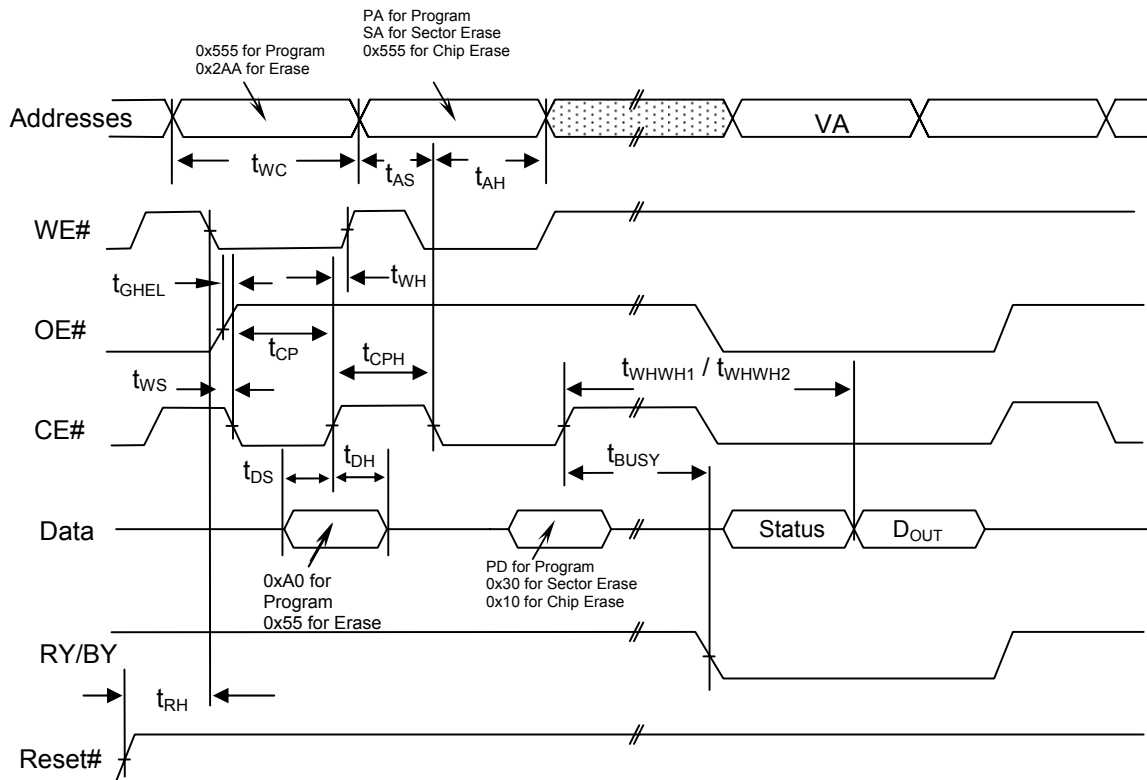 PA for Program
SA for Sector Erase
0x555 for Chip Erase
0x555 for Program
0x2AA for Erase
Addresses
VA
tWC
tAS
tAH
WE#
tGHEL
tWH
OE#
tCP
tCPH
tWHWH1 / tWHWH2
tWS
CE#
tDS
tDH
tBUSY
Data
Status
DOUT
0xA0 for
Program
0x55 for Erase
PD for Program
0x30 for Sector Erase
0x10 for Chip Erase
RY/BY
tRH
Reset#